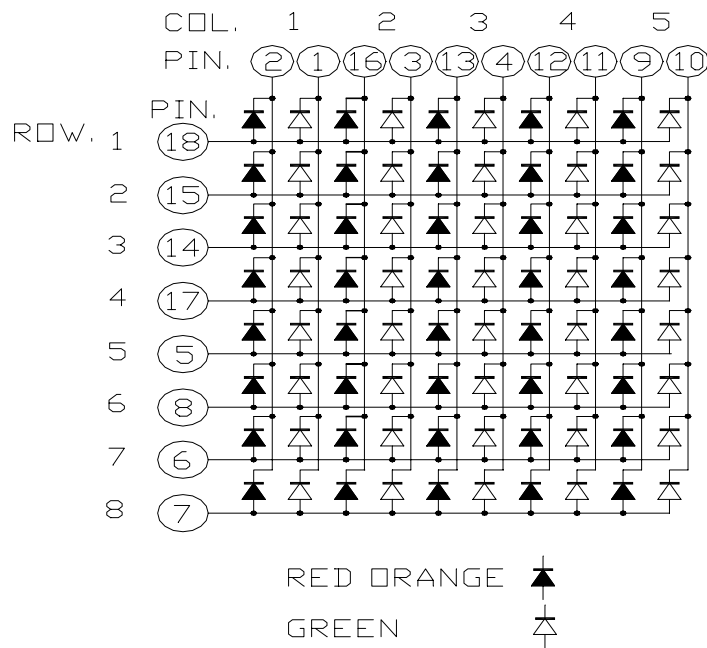 COL. 1 2 3 4 5
PIN. 2 1 16 3 13 4 12 11 9 10
PIN.
ROW. 1 18
2 15
3 14
4 17
5 5
6 8
7 6
8 7
RED ORANGE
GREEN